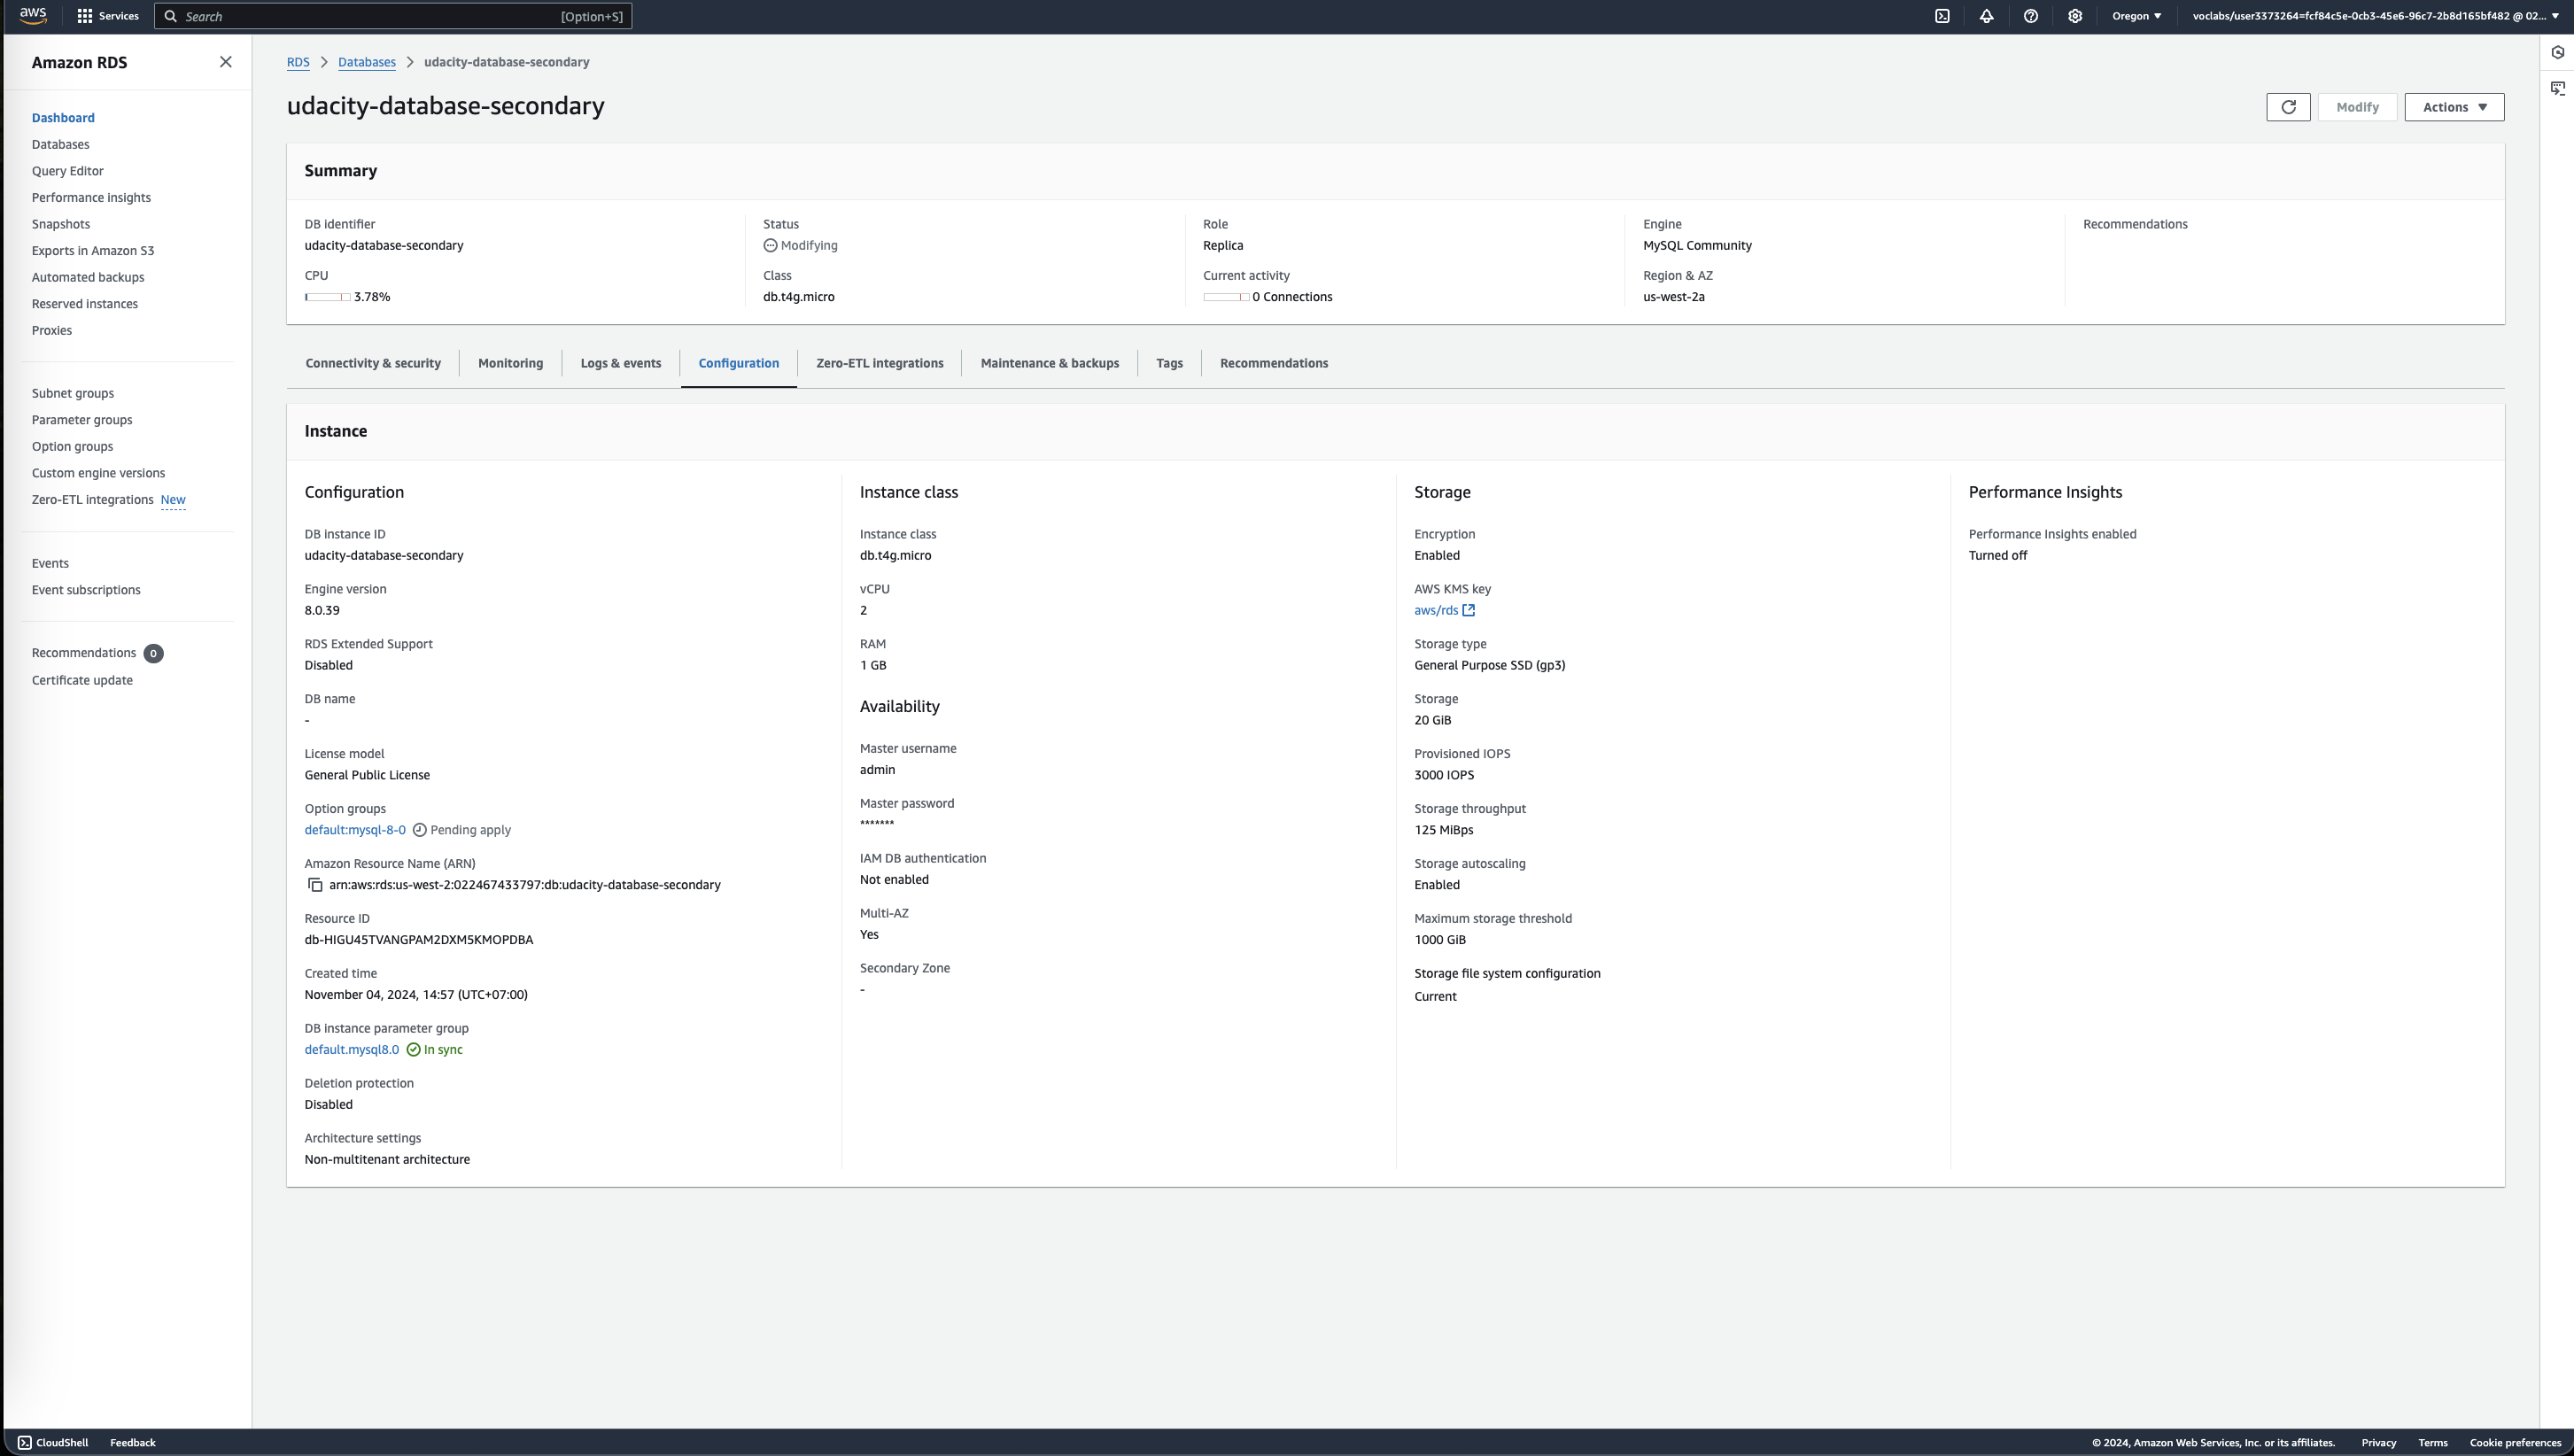 aws
Services
Search
[Option+S]
Oregon
voclabs/user3373264=fcf84c5e-0cb3-45e6-96c7-2b8d165bf482 @ 02...
Amazon RDS
Dashboard
Databases
Query Editor
Performance insights
Snapshots
Exports in Amazon S3
Automated backups
Reserved instances
Proxies
Subnet groups
Parameter groups
Option groups
Custom engine versions
Zero-ETL integrations New
Events
Event subscriptions
Recommendations 0
Certificate update
RDS > Databases > udacity-database-secondary
udacity-database-secondary
Modify
Actions
Summary
DB identifier
udacity-database-secondary
CPU
3.78%
Status
Modifying
Class
db.t4g.micro
Role
Replica
Current activity
0 Connections
Engine
MySQL Community
Region & AZ
us-west-2a
Recommendations
Connectivity & security
Monitoring
Logs & events
Configuration
Zero-ETL integrations
Maintenance & backups
Tags
Recommendations
Instance
Configuration
DB instance ID
udacity-database-secondary
Engine version
8.0.39
RDS Extended Support
Disabled
DB name
-
License model
General Public License
Option groups
default:mysql-8-0 Pending apply
Amazon Resource Name (ARN)
arn:aws:rds:us-west-2:022467433797:db:udacity-database-secondary
Resource ID
db-HIGU45TVANGPAM2DXM5KMOPDBA
Created time
November 04, 2024, 14:57 (UTC+07:00)
DB instance parameter group
default.mysql8.0 In sync
Deletion protection
Disabled
Architecture settings
Non-multitenant architecture
Instance class
Instance class
db.t4g.micro
vCPU
2
RAM
1 GB
Availability
Master username
admin
Master password
*******
IAM DB authentication
Not enabled
Multi-AZ
Yes
Secondary Zone
-
Storage
Encryption
Enabled
AWS KMS key
aws/rds
Storage type
General Purpose SSD (gp3)
Storage
20 GiB
Provisioned IOPS
3000 IOPS
Storage throughput
125 MiBps
Storage autoscaling
Enabled
Maximum storage threshold
1000 GiB
Storage file system configuration
Current
Performance Insights
Performance Insights enabled
Turned off
CloudShell
Feedback
© 2024, Amazon Web Services, Inc. or its affiliates.
Privacy
Terms
Cookie preferences